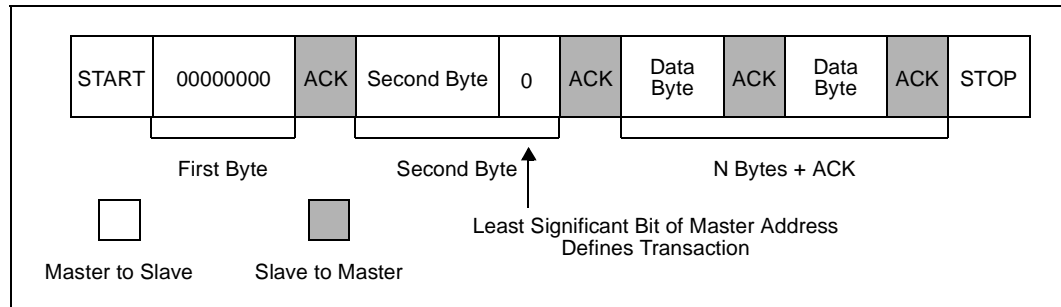 START 00000000 ACK Second Byte 0 ACK Data Byte ACK Data Byte ACK STOP
First Byte Second Byte N Bytes + ACK
Least Significant Bit of Master Address
Defines Transaction
Master to Slave Slave to Master